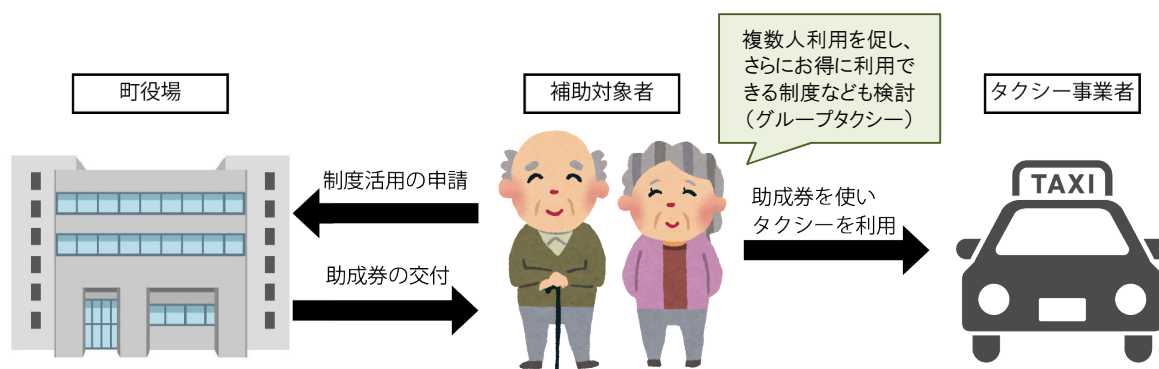 町役場
補助対象者
タクシー事業者
複数人利用を促し、
さらにお得に利用で
きる制度なども検討
（グループタクシー）
制度活用の申請
助成券の交付
助成券を使い
タクシーを利用
TAXI